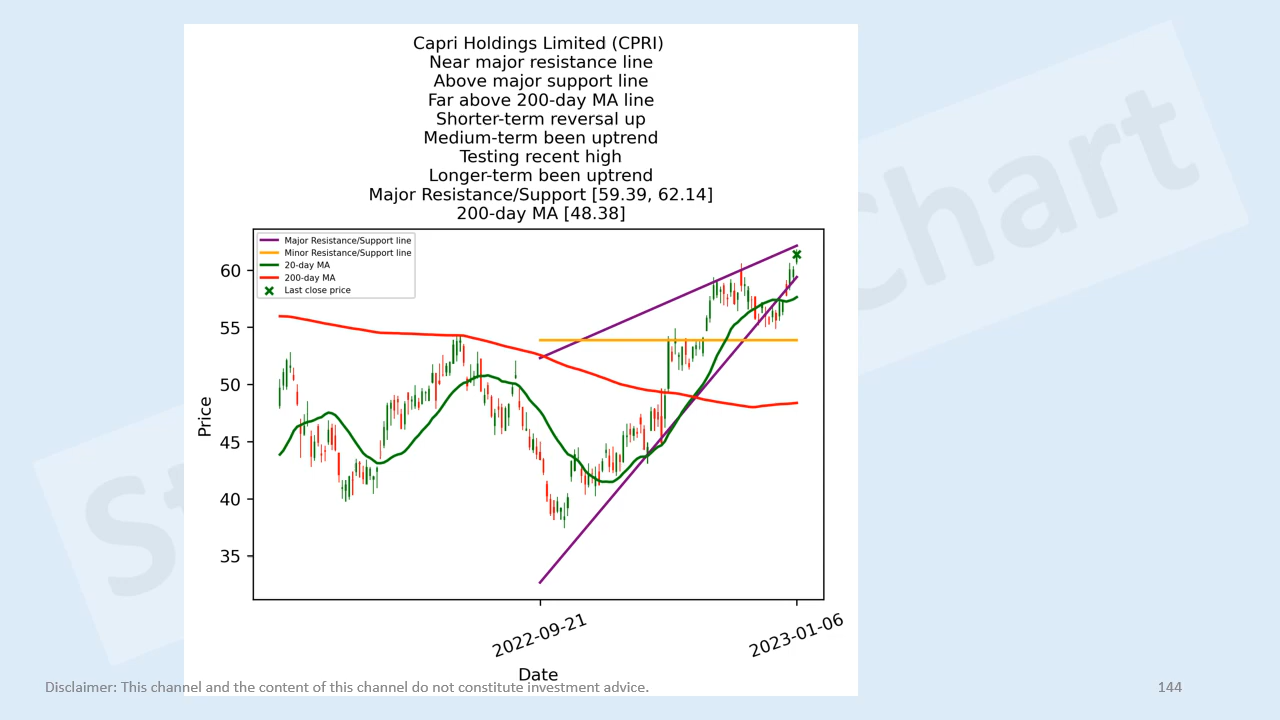 Capri Holdings Limited (CPRI)
Near major resistance line
Above major support line
Far above 200-day MA line
Shorter-term reversal up
Medium-term been uptrend
Testing recent high
Longer-term been uptrend
Major Resistance/Support [59.39, 62.14]
200-day MA [48.38]
Major Resistance/Support line
Minor Resistance/Support line
20-day MA
200-day MA
Last close price
60
55
50
45
40
35
Price
2022-09-21
2023-01-06
Date
Chart
St
Disclaimer: This channel and the content of this channel do not constitute investment advice.
144